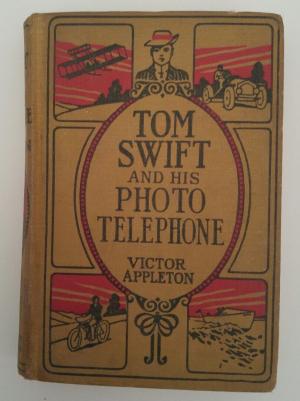 TOM
SWIFT
AND HIS
PHOTO
TELEPHONE
VICTOR
APPLETON